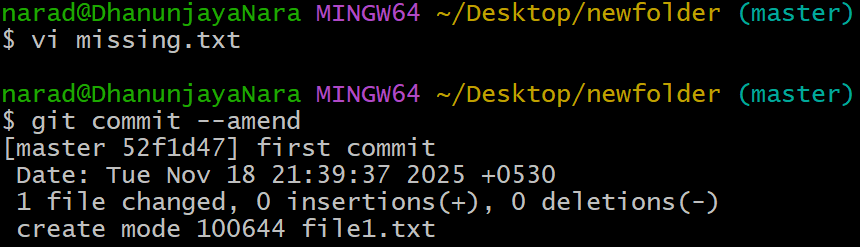 narad@DhanunjayaNara MINGW64 ~/Desktop/newfolder (master)
$ vi missing.txt
narad@DhanunjayaNara MINGW64 ~/Desktop/newfolder (master)
$ git commit --amend
[master 52f1d47] first commit
 Date: Tue Nov 18 21:39:37 2025 +0530
 1 file changed, 0 insertions(+), 0 deletions(-)
 create mode 100644 file1.txt